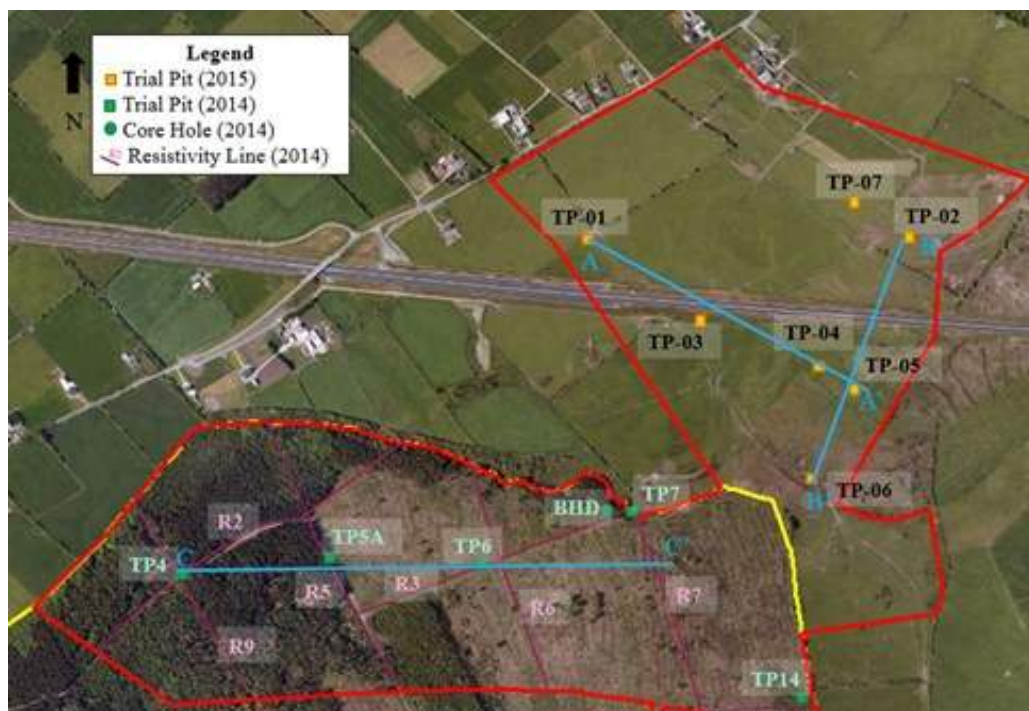 Legend
Trial Pit (2015)
Trial Pit (2014)
Core Hole (2014)
Resistivity Line (2014)
N
TP-07
TP-01
TP-02
A
B
TP-03
TP-04
TP-05
A'
TP-06
B'
TP7
BHD
R2
TP5A
TP6
C
C'
TP4
R5
R3
R6
R7
R9
TP14